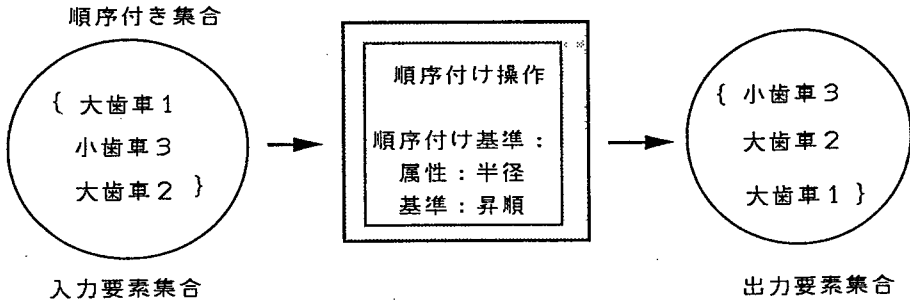 順序付き集合
{ 大歯車1
小歯車3
大歯車2 }
入力要素集合
順序付け操作
順序付け基準：
属性：半径
基準：昇順
{ 小歯車3
大歯車2
大歯車1 }
出力要素集合